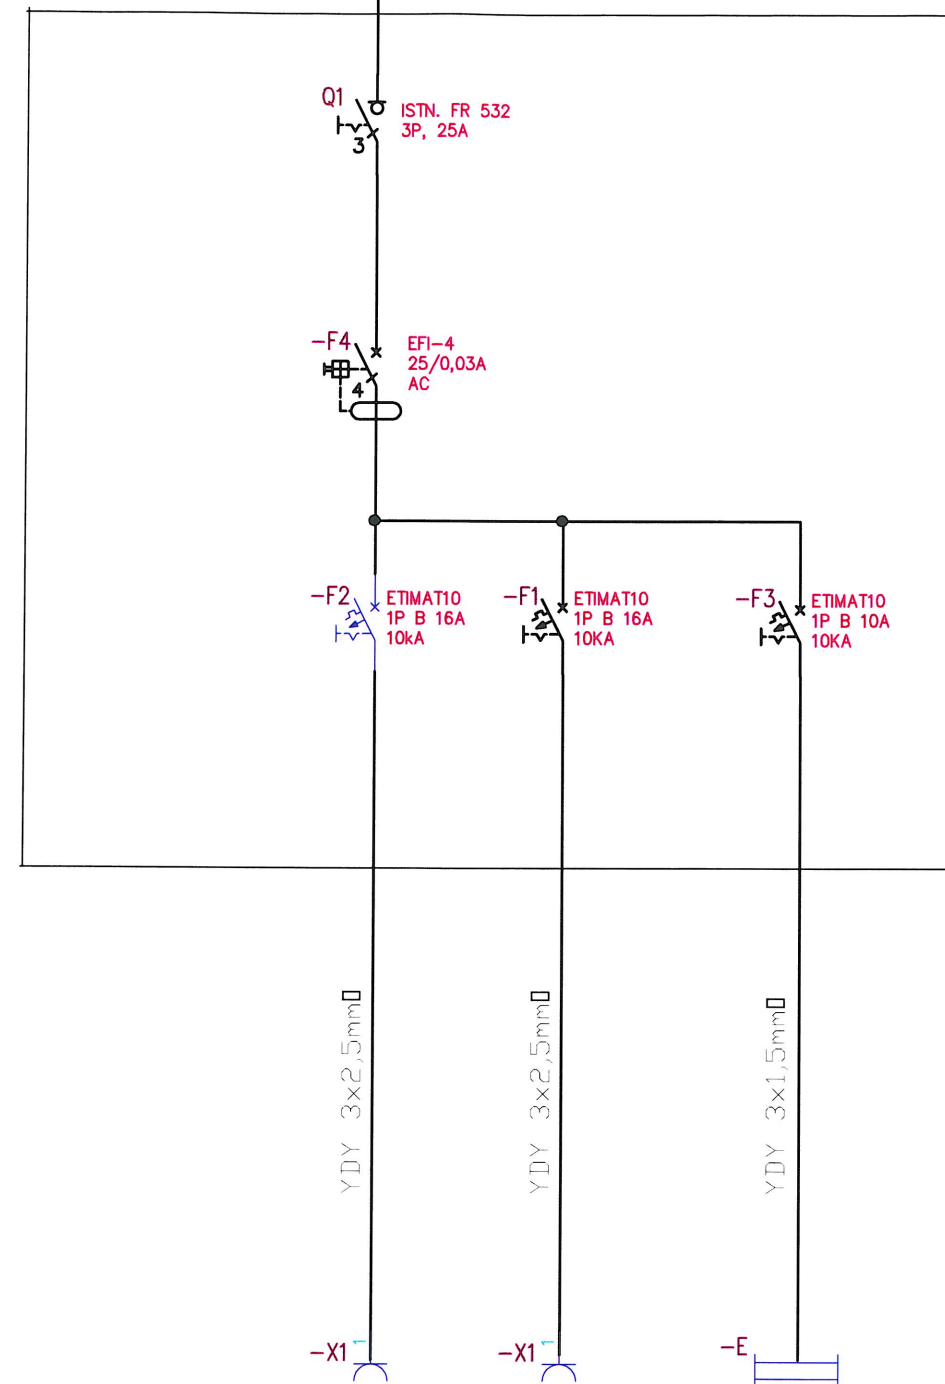 Q1
ISTN. FR 532
3P, 25A
3
-F4
EFI-4
25/0,03A
AC
4
-F2
ETIMAT10
1P B 16A
10kA
-F1
ETIMAT10
1P B 16A
10KA
-F3
ETIMAT10
1P B 10A
10KA
YDY 3x2,5mm▯
YDY 3x2,5mm▯
YDY 3x1,5mm▯
-X1 1
-X1 1
-E